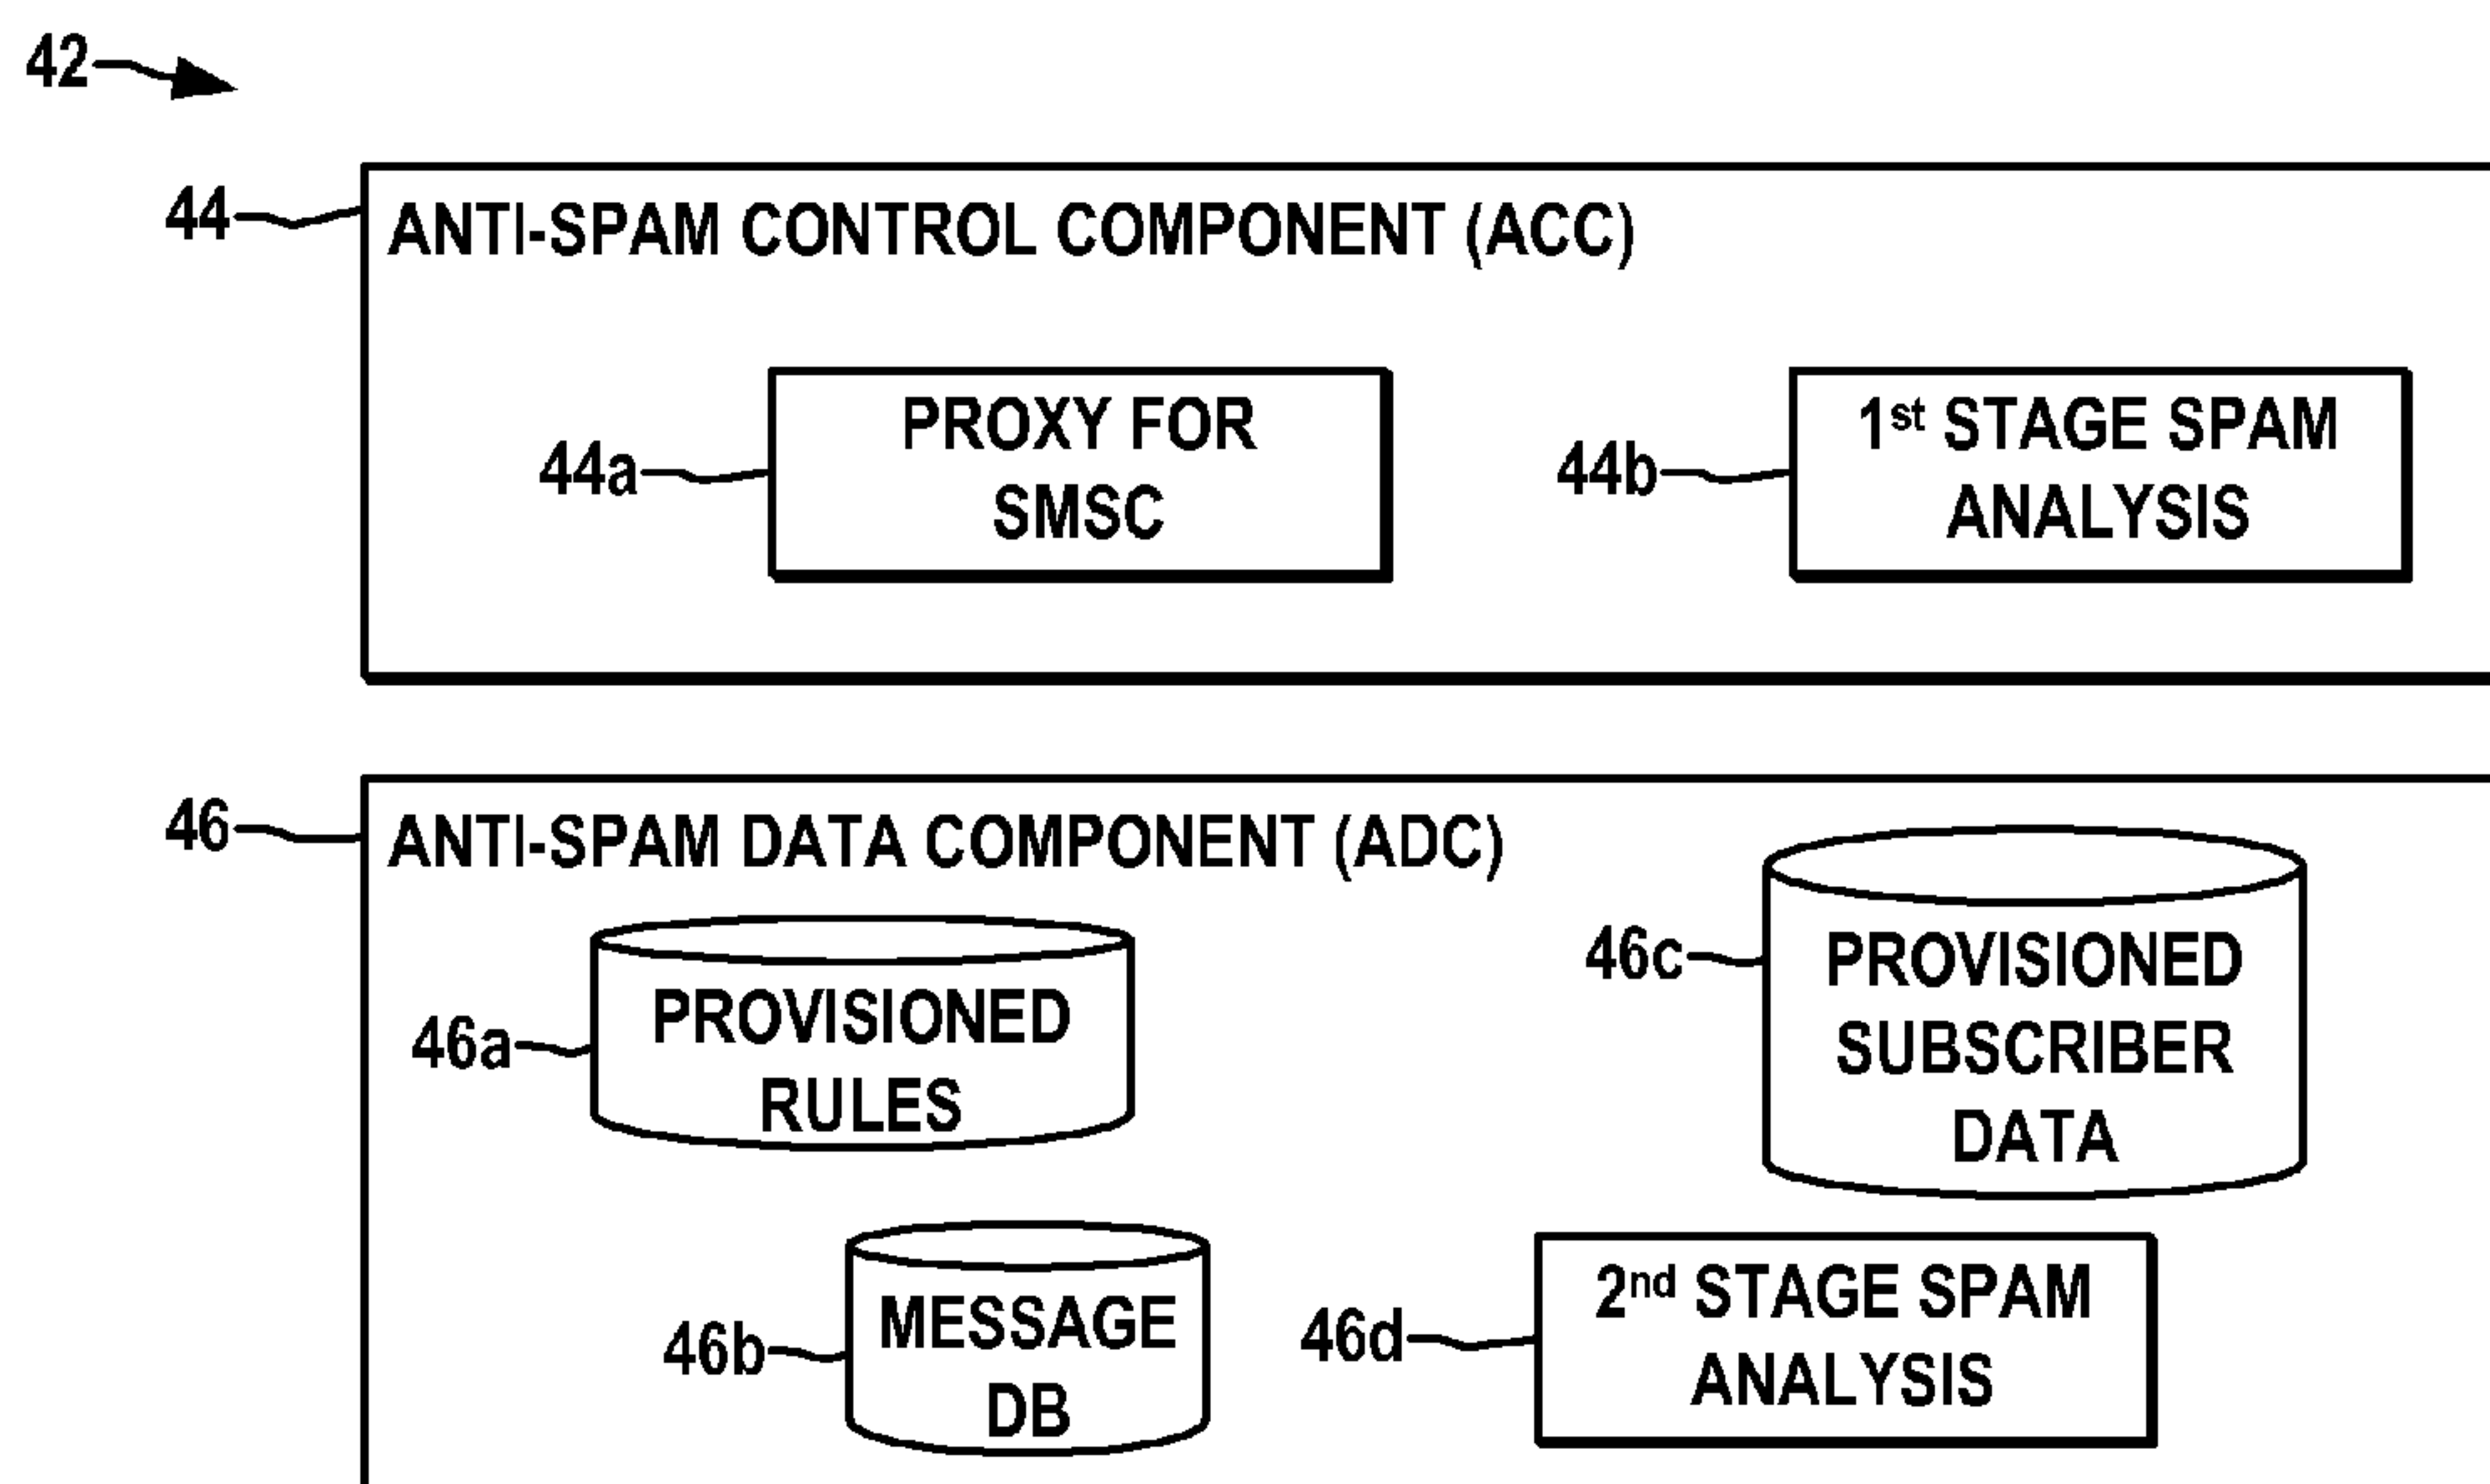 42
44
ANTI-SPAM CONTROL COMPONENT (ACC)
44a
PROXY FOR
SMSC
44b
1st STAGE SPAM
ANALYSIS
46
ANTI-SPAM DATA COMPONENT (ADC)
46a
PROVISIONED
RULES
46c
PROVISIONED
SUBSCRIBER
DATA
46b
MESSAGE
DB
46d
2nd STAGE SPAM
ANALYSIS